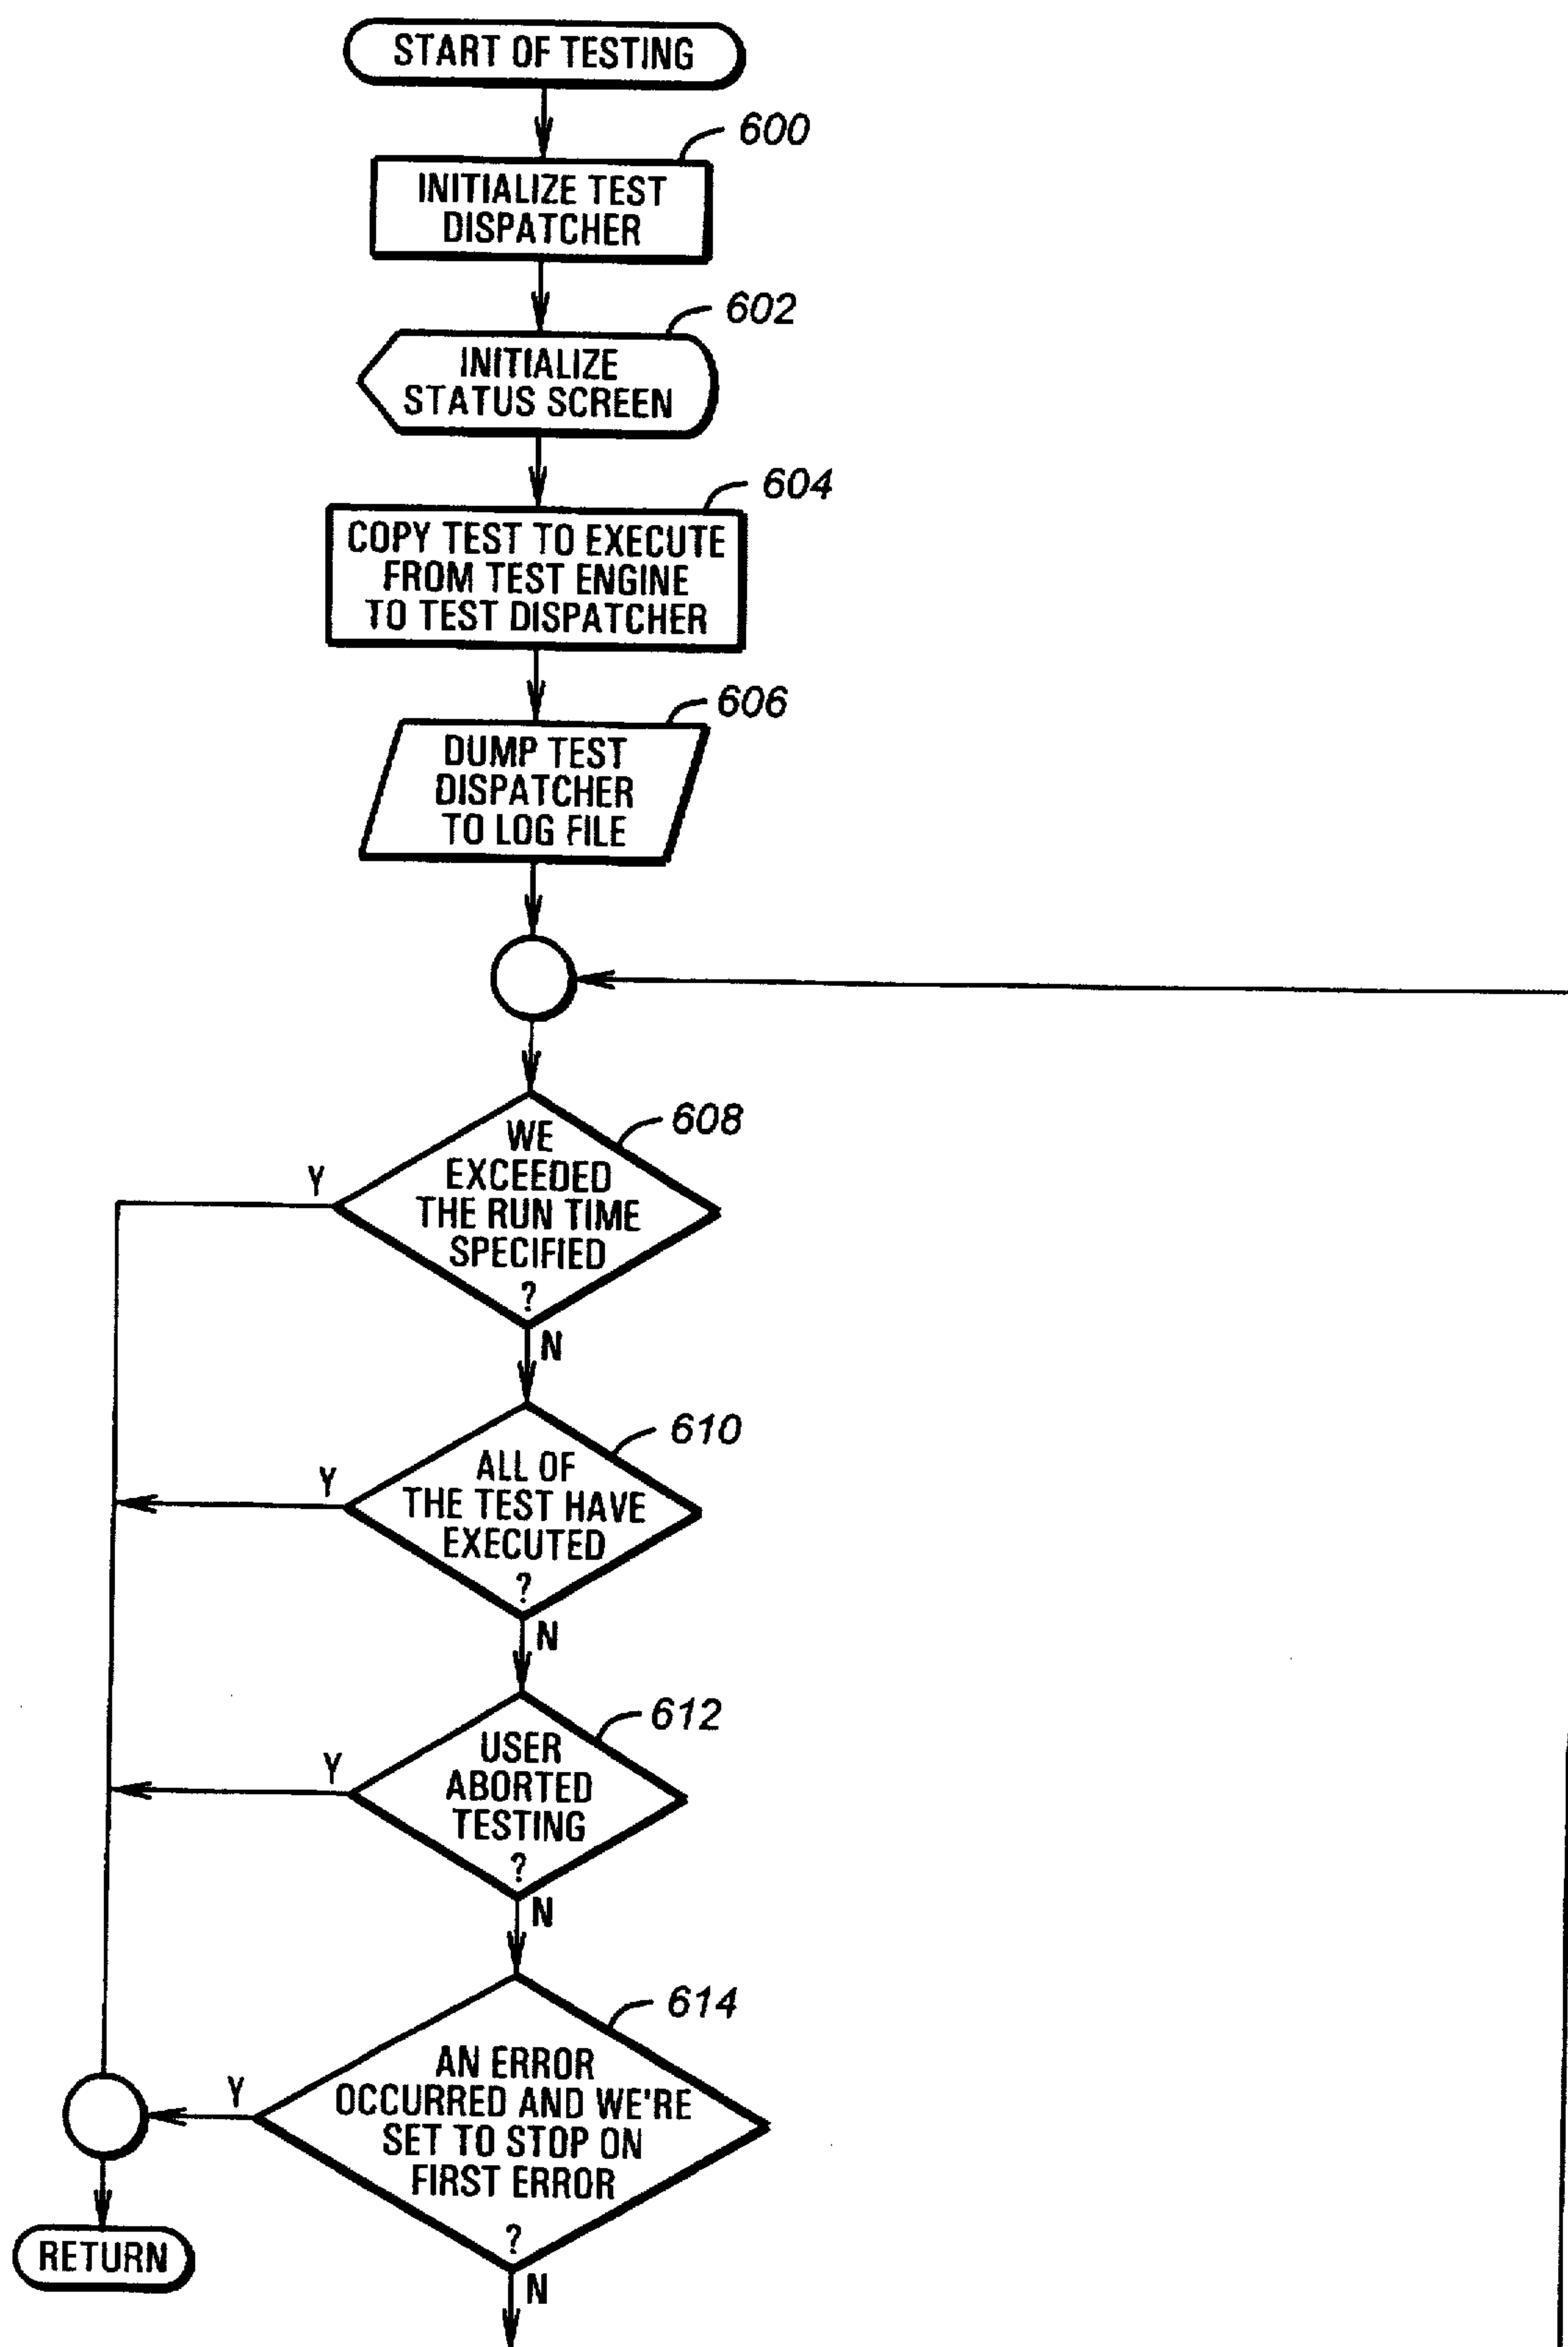 START OF TESTING
600
INITIALIZE TEST
DISPATCHER
602
INITIALIZE
STATUS SCREEN
604
COPY TEST TO EXECUTE
FROM TEST ENGINE
TO TEST DISPATCHER
606
DUMP TEST
DISPATCHER
TO LOG FILE
608
WE
EXCEEDED
THE RUN TIME
SPECIFIED
?
Y
N
610
ALL OF
THE TEST HAVE
EXECUTED
?
Y
N
612
USER
ABORTED
TESTING
?
Y
N
614
AN ERROR
OCCURRED AND WE'RE
SET TO STOP ON
FIRST ERROR
?
Y
N
RETURN